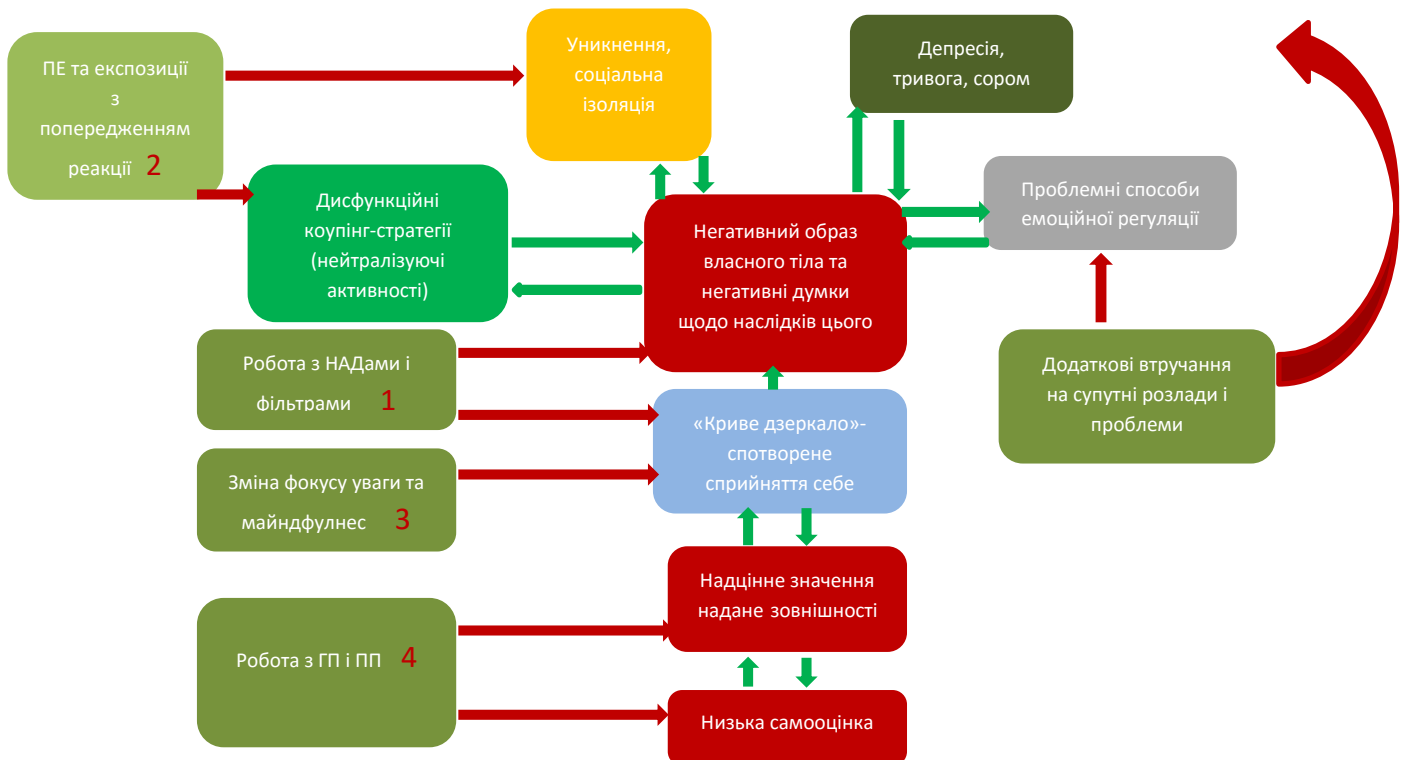 ПЕ та експозиції
з
попередженням
реакції 2
Уникнення,
соціальна
ізоляція
Депресія,
тривога, сором
Дисфункційні
коупінг-стратегії
(нейтралізуючі
активності)
Негативний образ
власного тіла та
негативні думки
щодо наслідків цього
Проблемні способи
емоційної регуляції
Робота з НАДами і
фільтрами 1
Додаткові втручання
на супутні розлади і
проблеми
«Криве дзеркало»-
спотворене
сприйняття себе
Зміна фокусу уваги та
майндфулнес 3
Надцінне значення
надане зовнішності
Робота з ГП і ПП 4
Низька самооцінка